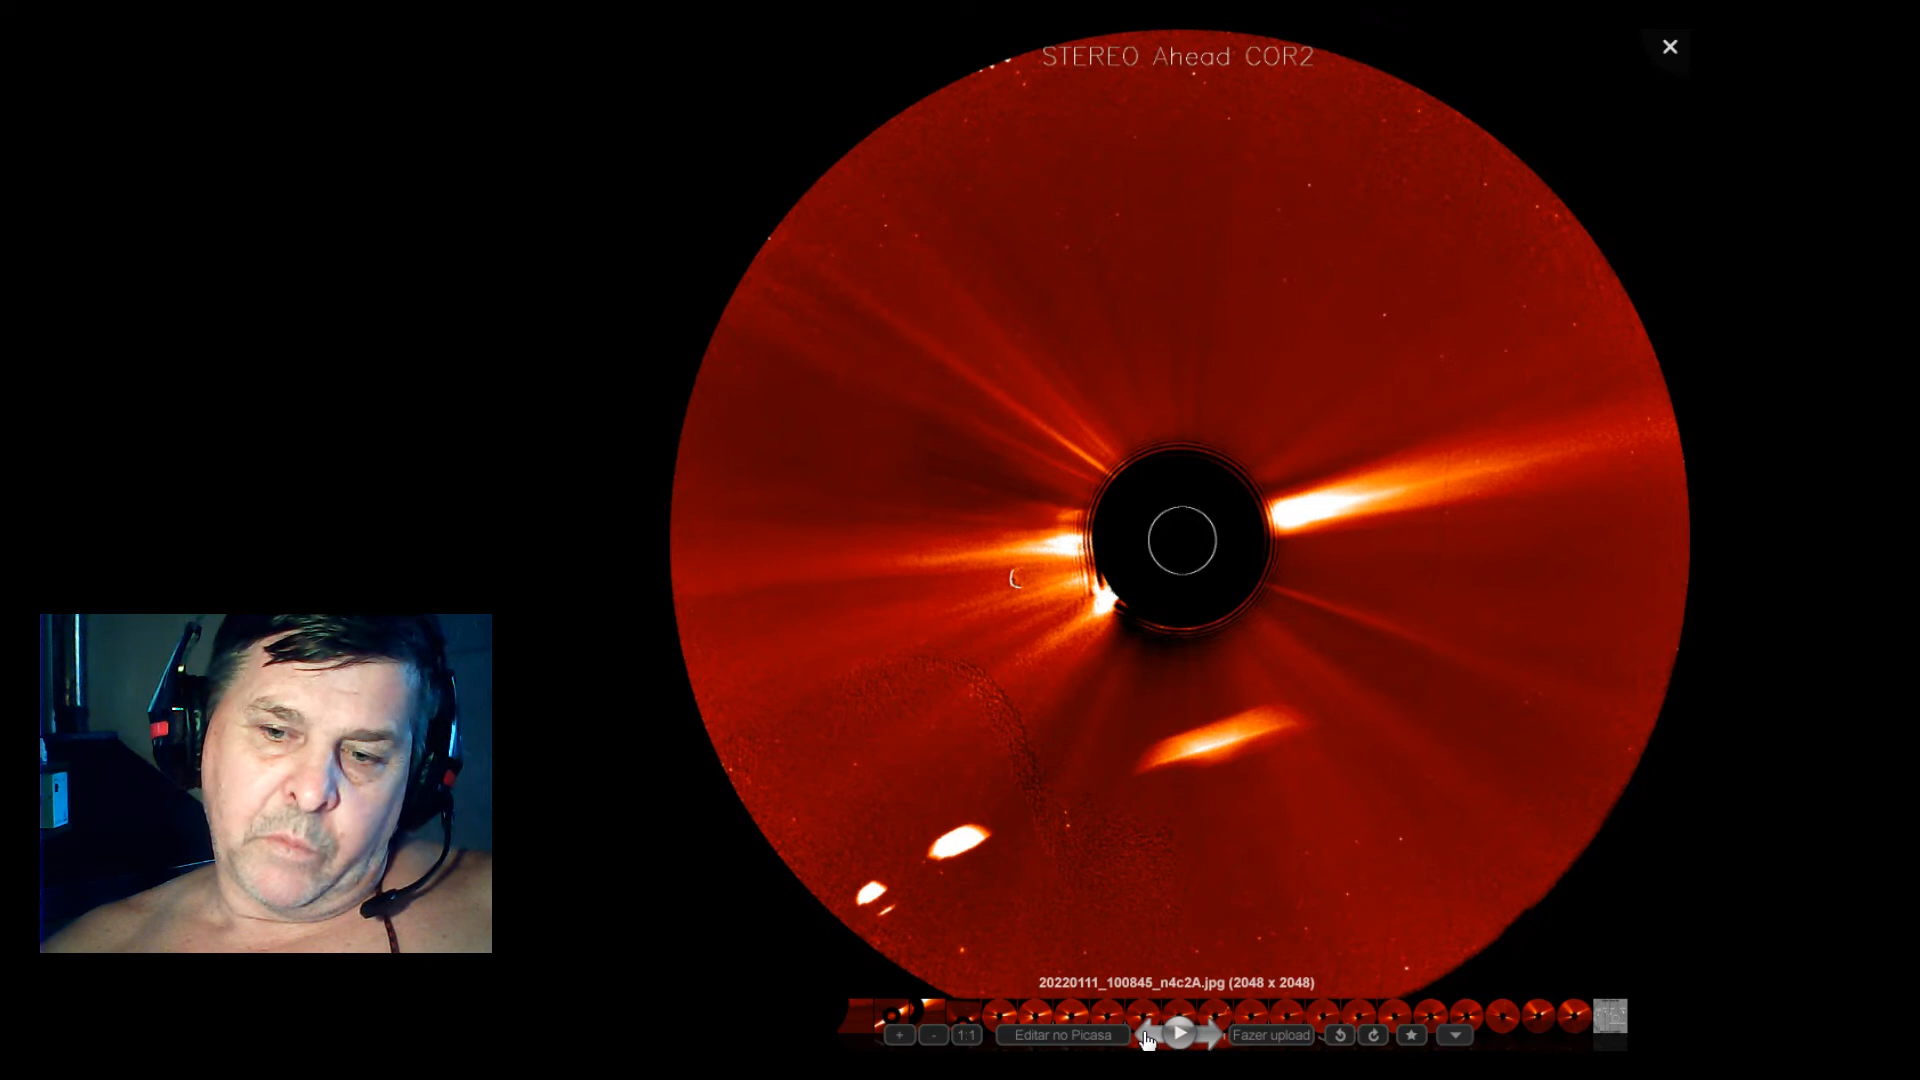 STEREO Ahead COR2
20220111_100845_n4c2A.jpg (2048 x 2048)
+ - 1:1 Editar no Picasa Fazer upload